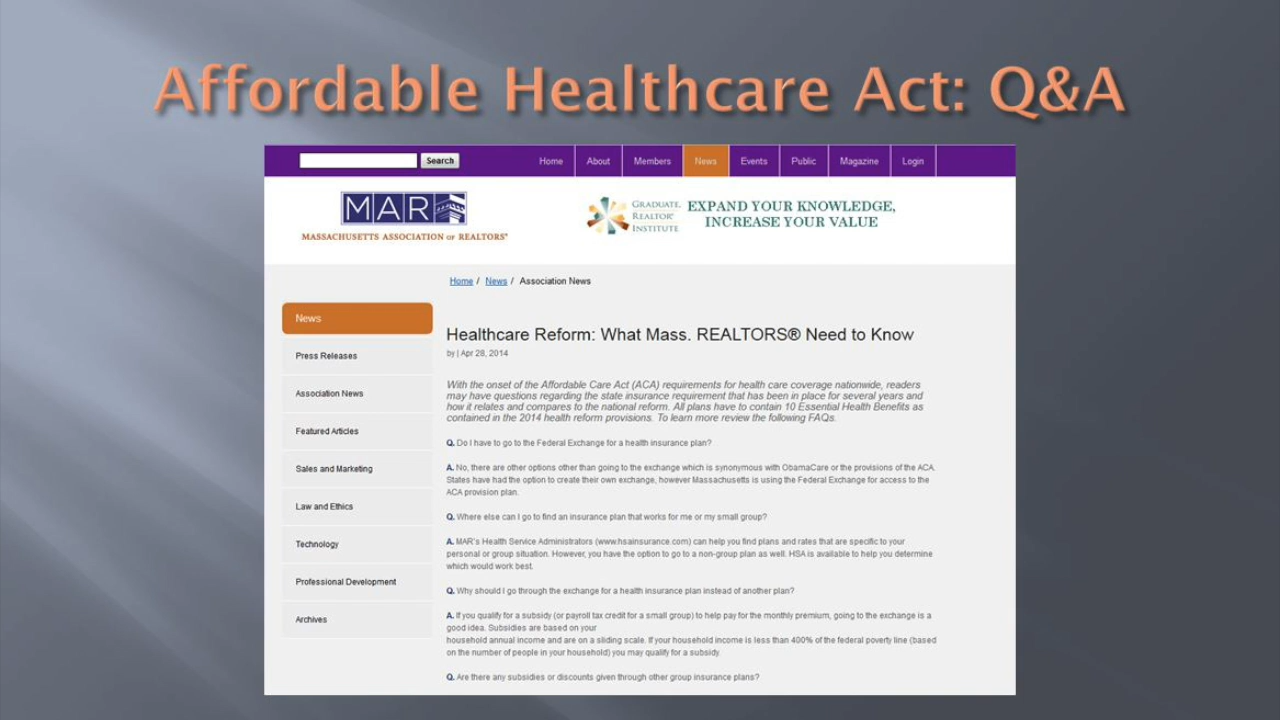 Affordable Healthcare Act: Q&A
Search
Home
About
Members
News
Events
Public
Magazine
Login
MAR
MASSACHUSETTS ASSOCIATION OF REALTORS®
GRADUATE,
REALTOR®
INSTITUTE
EXPAND YOUR KNOWLEDGE,
INCREASE YOUR VALUE
Home / News / Association News
News
Press Releases
Association News
Featured Articles
Sales and Marketing
Law and Ethics
Technology
Professional Development
Archives
Healthcare Reform: What Mass. REALTORS® Need to Know
by | Apr 28, 2014
With the onset of the Affordable Care Act (ACA) requirements for health care coverage nationwide, readers
may have questions regarding the state insurance requirement that has been in place for several years and
how it relates and compares to the national reform. All plans have to contain 10 Essential Health Benefits as
contained in the 2014 health reform provisions. To learn more review the following FAQs.
Q. Do I have to go to the Federal Exchange for a health insurance plan?
A. No, there are other options other than going to the exchange which is synonymous with ObamaCare or the provisions of the ACA.
States have had the option to create their own exchange, however Massachusetts is using the Federal Exchange for access to the
ACA provision plan.
Q. Where else can I go to find an insurance plan that works for me or my small group?
A. MAR's Health Service Administrators (www.hsainsurance.com) can help you find plans and rates that are specific to your
personal or group situation. However, you have the option to go to a non-group plan as well. HSA is available to help you determine
which would work best.
Q. Why should I go through the exchange for a health insurance plan instead of another plan?
A. If you qualify for a subsidy (or payroll tax credit for a small group) to help pay for the monthly premium, going to the exchange is a
good idea. Subsidies are based on your
household annual income and are on a sliding scale. If your household income is less than 400% of the federal poverty line (based
on the number of people in your household) you may qualify for a subsidy.
Q. Are there any subsidies or discounts given through other group insurance plans?